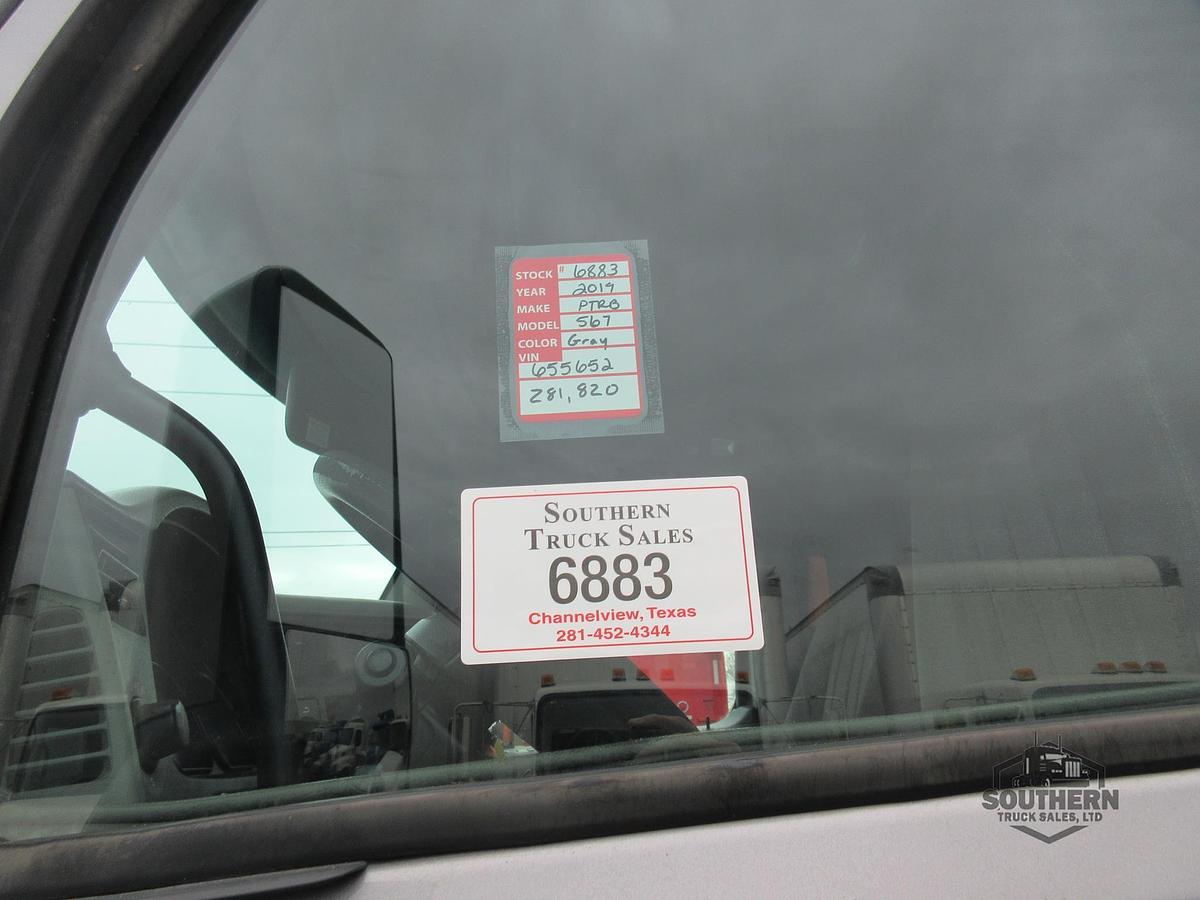 STOCK # 6883
YEAR 2019
MAKE PTRB
MODEL 567
COLOR Gray
VIN
655652
281,820
SOUTHERN
TRUCK SALES
6883
Channelview, Texas
281-452-4344
SOUTHERN
TRUCK SALES, LTD